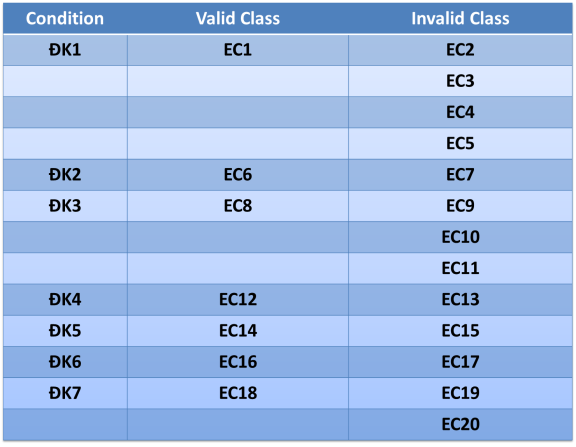 Condition Valid Class Invalid Class
ĐK1 EC1 EC2
EC3
EC4
EC5
ĐK2 EC6 EC7
ĐK3 EC8 EC9
EC10
EC11
ĐK4 EC12 EC13
ĐK5 EC14 EC15
ĐK6 EC16 EC17
ĐK7 EC18 EC19
EC20